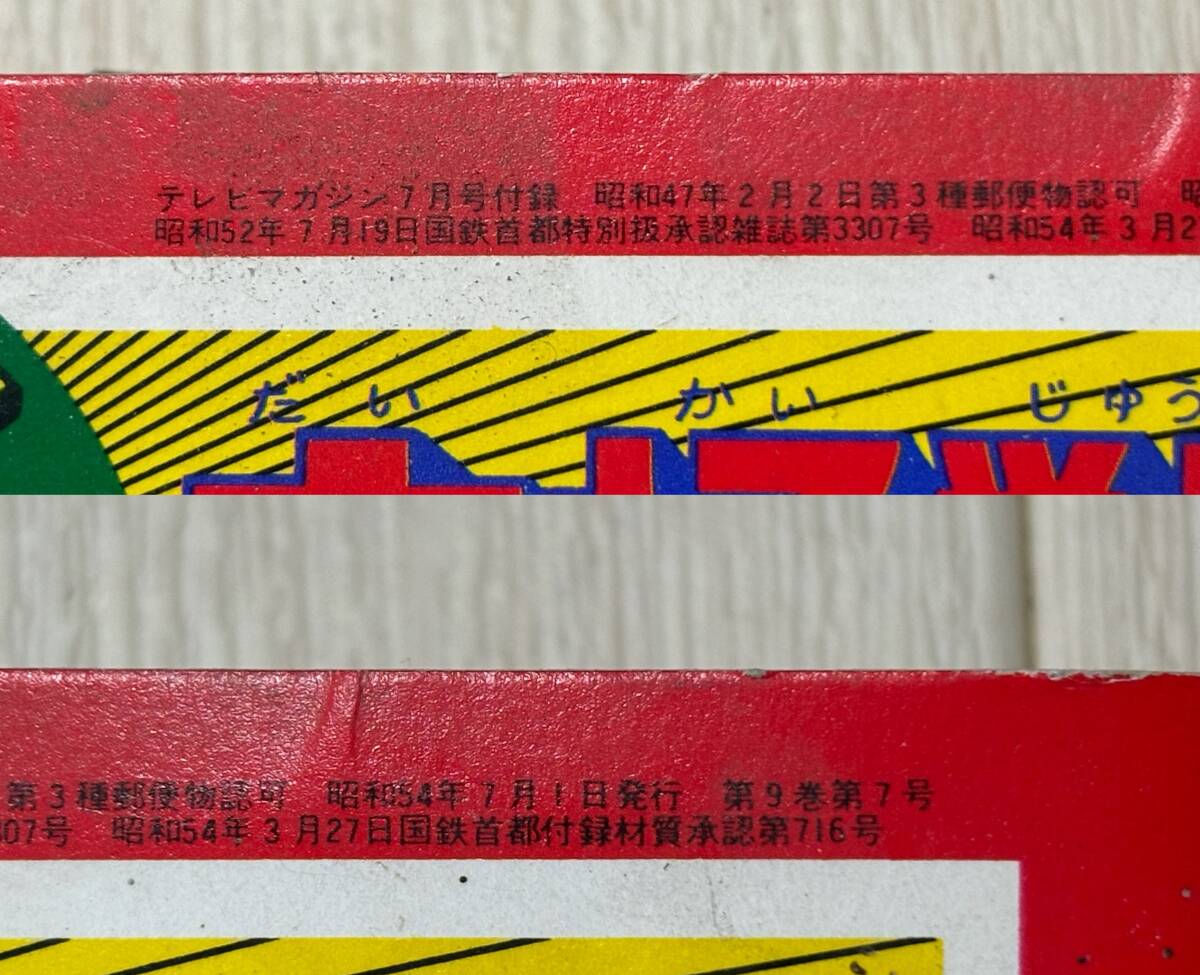 テレビマガジン7月号付録　昭和47年2月2日第3種郵便物認可　昭
昭和52年7月19日国鉄首都特別扱承認雑誌第3307号　昭和54年3月2
だい　かい　じゅう
第3種郵便物認可　昭和54年7月1日発行　第9巻第7号
307号　昭和54年3月27日国鉄首都付録材質承認第716号